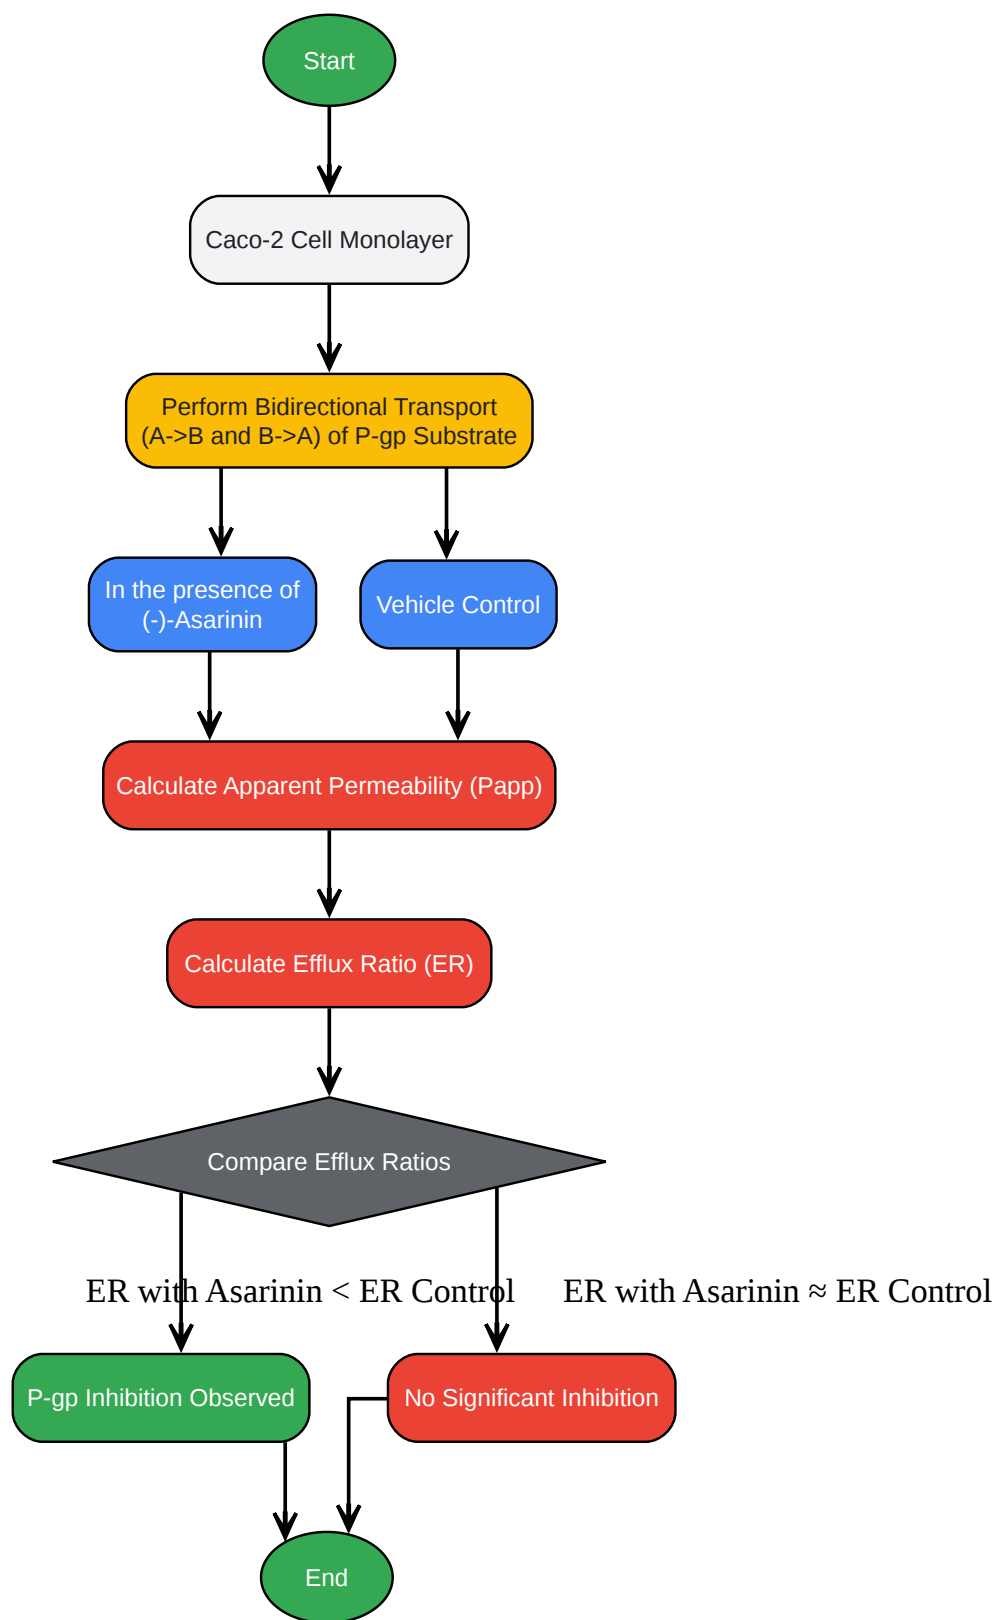 Start
Caco-2 Cell Monolayer
Perform Bidirectional Transport
(A->B and B->A) of P-gp Substrate
In the presence of
(-)-Asarinin
Vehicle Control
Calculate Apparent Permeability (Papp)
Calculate Efflux Ratio (ER)
Compare Efflux Ratios
ER with Asarinin < ER Control
ER with Asarinin ≈ ER Control
P-gp Inhibition Observed
No Significant Inhibition
End